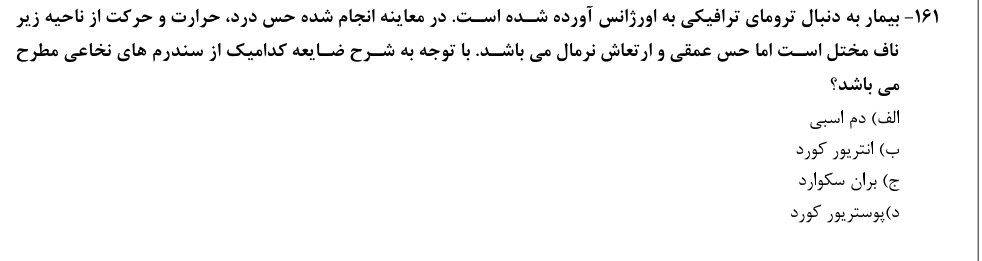 ۱۶۱- بیمار به دنبال ترومای ترافیکی به اورژانس آورده شده است. در معاینه انجام شده حس درد، حرارت و حرکت از ناحیه زیر
ناف مختل است اما حس عمقی و ارتعاش نرمال می باشد. با توجه به شرح ضایعه کدامیک از سندرم های نخاعی مطرح
می باشد؟
الف) دم اسبی
ب) انتریور کورد
ج) بران سکوارد
د)پوستریور کورد